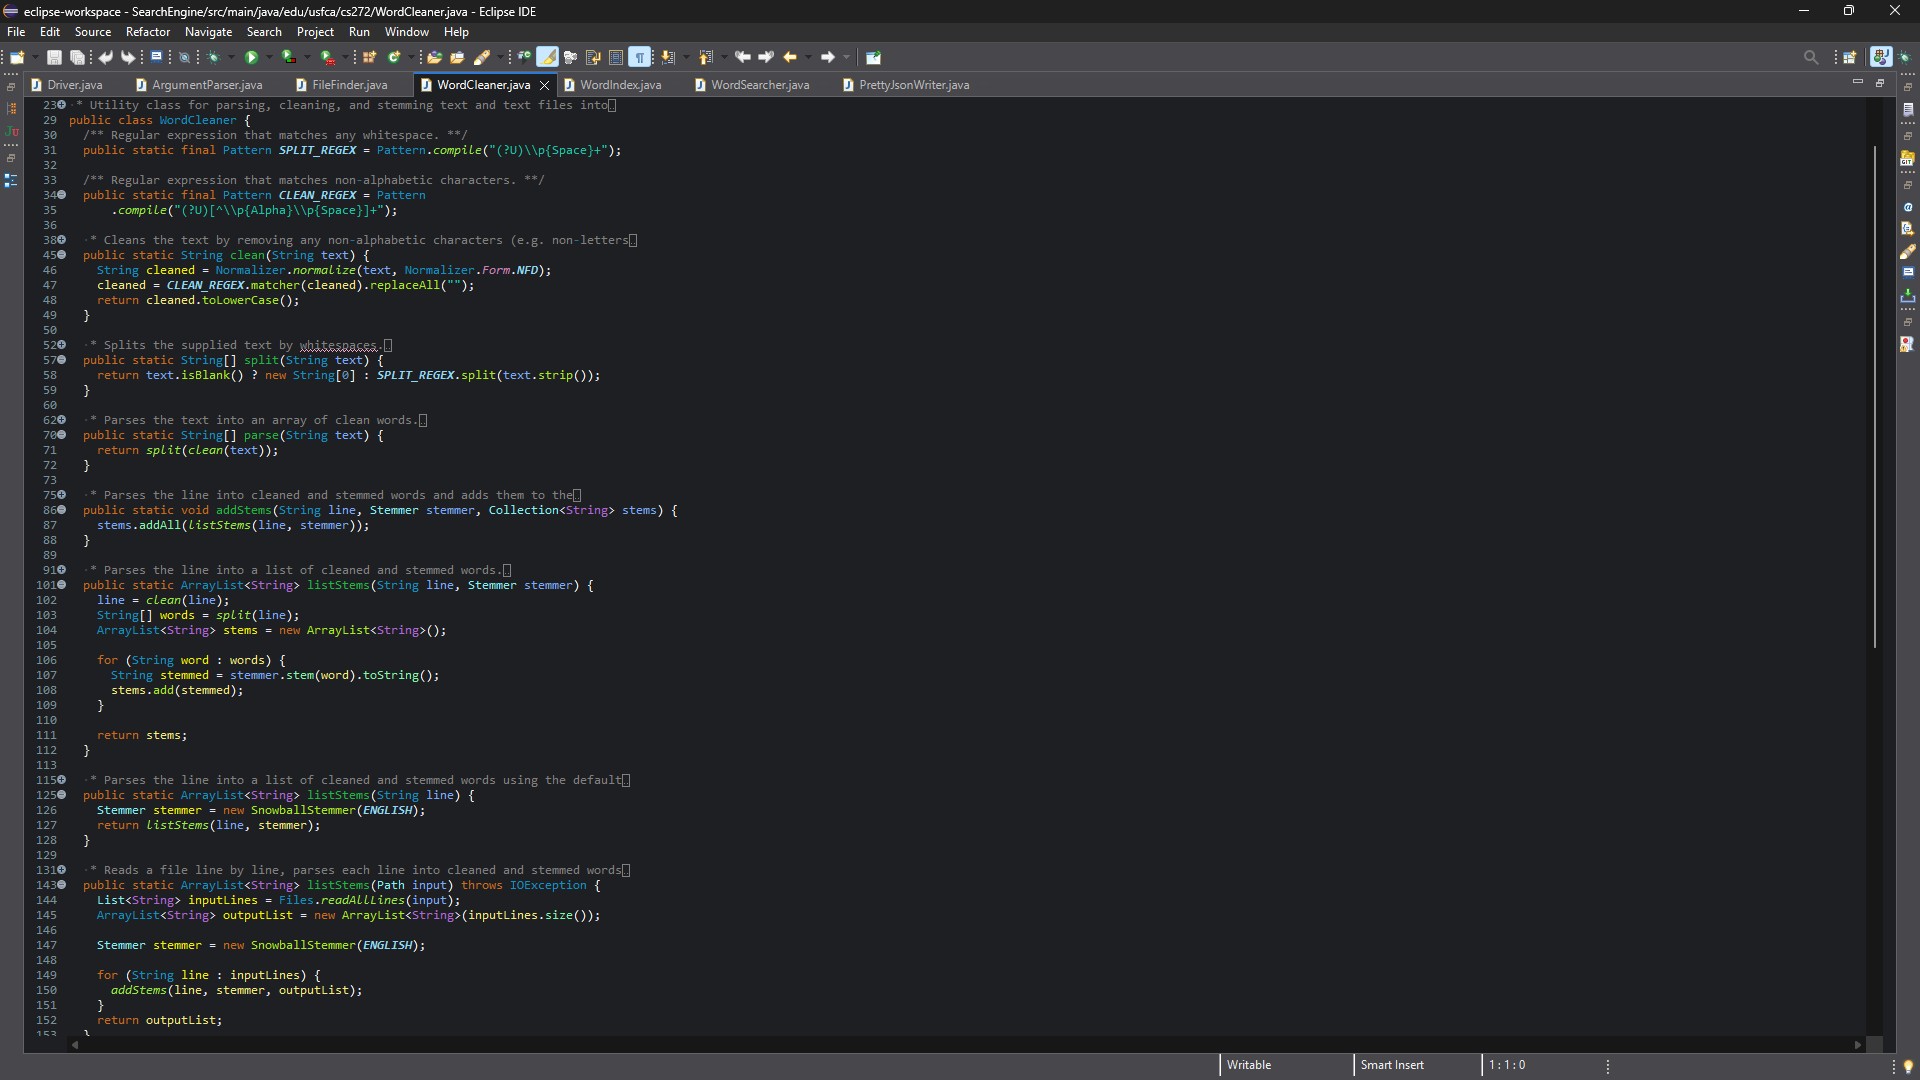 eclipse-workspace - SearchEngine/src/main/java/edu/usfca/cs272/WordCleaner.java - Eclipse IDE
File Edit Source Refactor Navigate Search Project Run Window Help
Driver.java ArgumentParser.java FileFinder.java WordCleaner.java WordIndex.java WordSearcher.java PrettyJsonWriter.java
23 * Utility class for parsing, cleaning, and stemming text and text files into
29 public class WordCleaner {
30 /** Regular expression that matches any whitespace. **/
31 public static final Pattern SPLIT_REGEX = Pattern.compile("(?U)\\p{Space}+");
32
33 /** Regular expression that matches non-alphabetic characters. **/
34 public static final Pattern CLEAN_REGEX = Pattern
35 .compile("(?U)[^\\p{Alpha}\\p{Space}]+");
36
38 * Cleans the text by removing any non-alphabetic characters (e.g. non-letters
45 public static String clean(String text) {
46 String cleaned = Normalizer.normalize(text, Normalizer.Form.NFD);
47 cleaned = CLEAN_REGEX.matcher(cleaned).replaceAll("");
48 return cleaned.toLowerCase();
49 }
50
52 * Splits the supplied text by whitespaces.
57 public static String[] split(String text) {
58 return text.isBlank() ? new String[0] : SPLIT_REGEX.split(text.strip());
59 }
60
62 * Parses the text into an array of clean words.
70 public static String[] parse(String text) {
71 return split(clean(text));
72 }
73
75 * Parses the line into cleaned and stemmed words and adds them to the
86 public static void addStems(String line, Stemmer stemmer, Collection<String> stems) {
87 stems.addAll(listStems(line, stemmer));
88 }
89
91 * Parses the line into a list of cleaned and stemmed words.
101 public static ArrayList<String> listStems(String line, Stemmer stemmer) {
102 line = clean(line);
103 String[] words = split(line);
104 ArrayList<String> stems = new ArrayList<String>();
105
106 for (String word : words) {
107 String stemmed = stemmer.stem(word).toString();
108 stems.add(stemmed);
109 }
110
111 return stems;
112 }
113
115 * Parses the line into a list of cleaned and stemmed words using the default
125 public static ArrayList<String> listStems(String line) {
126 Stemmer stemmer = new SnowballStemmer(ENGLISH);
127 return listStems(line, stemmer);
128 }
129
131 * Reads a file line by line, parses each line into cleaned and stemmed words
143 public static ArrayList<String> listStems(Path input) throws IOException {
144 List<String> inputLines = Files.readAllLines(input);
145 ArrayList<String> outputList = new ArrayList<String>(inputLines.size());
146
147 Stemmer stemmer = new SnowballStemmer(ENGLISH);
148
149 for (String line : inputLines) {
150 addStems(line, stemmer, outputList);
151 }
152 return outputList;
153 }
Writable Smart Insert 1 : 1 : 0